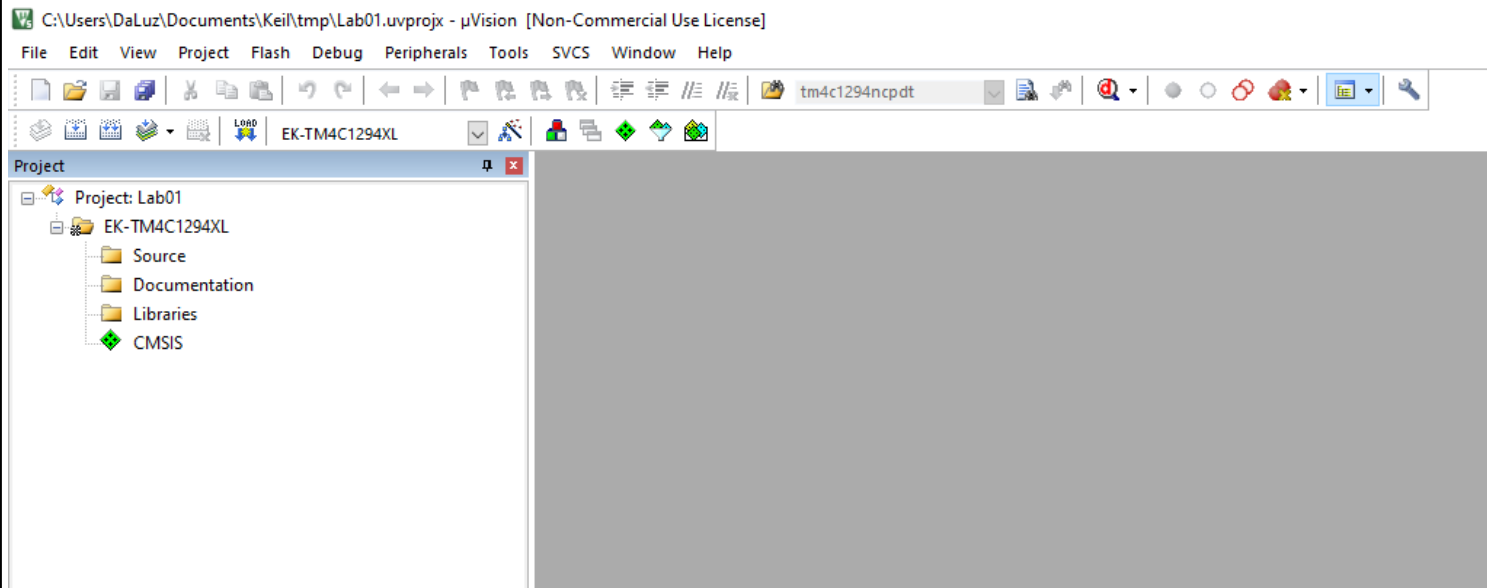 C:\Users\DaLuz\Documents\Keil\tmp\Lab01.uvprojx - µVision [Non-Commercial Use License]
File Edit View Project Flash Debug Peripherals Tools SVCS Window Help
tm4c1294ncpdt
LOAD EK-TM4C1294XL
Project
Project: Lab01
EK-TM4C1294XL
Source
Documentation
Libraries
CMSIS